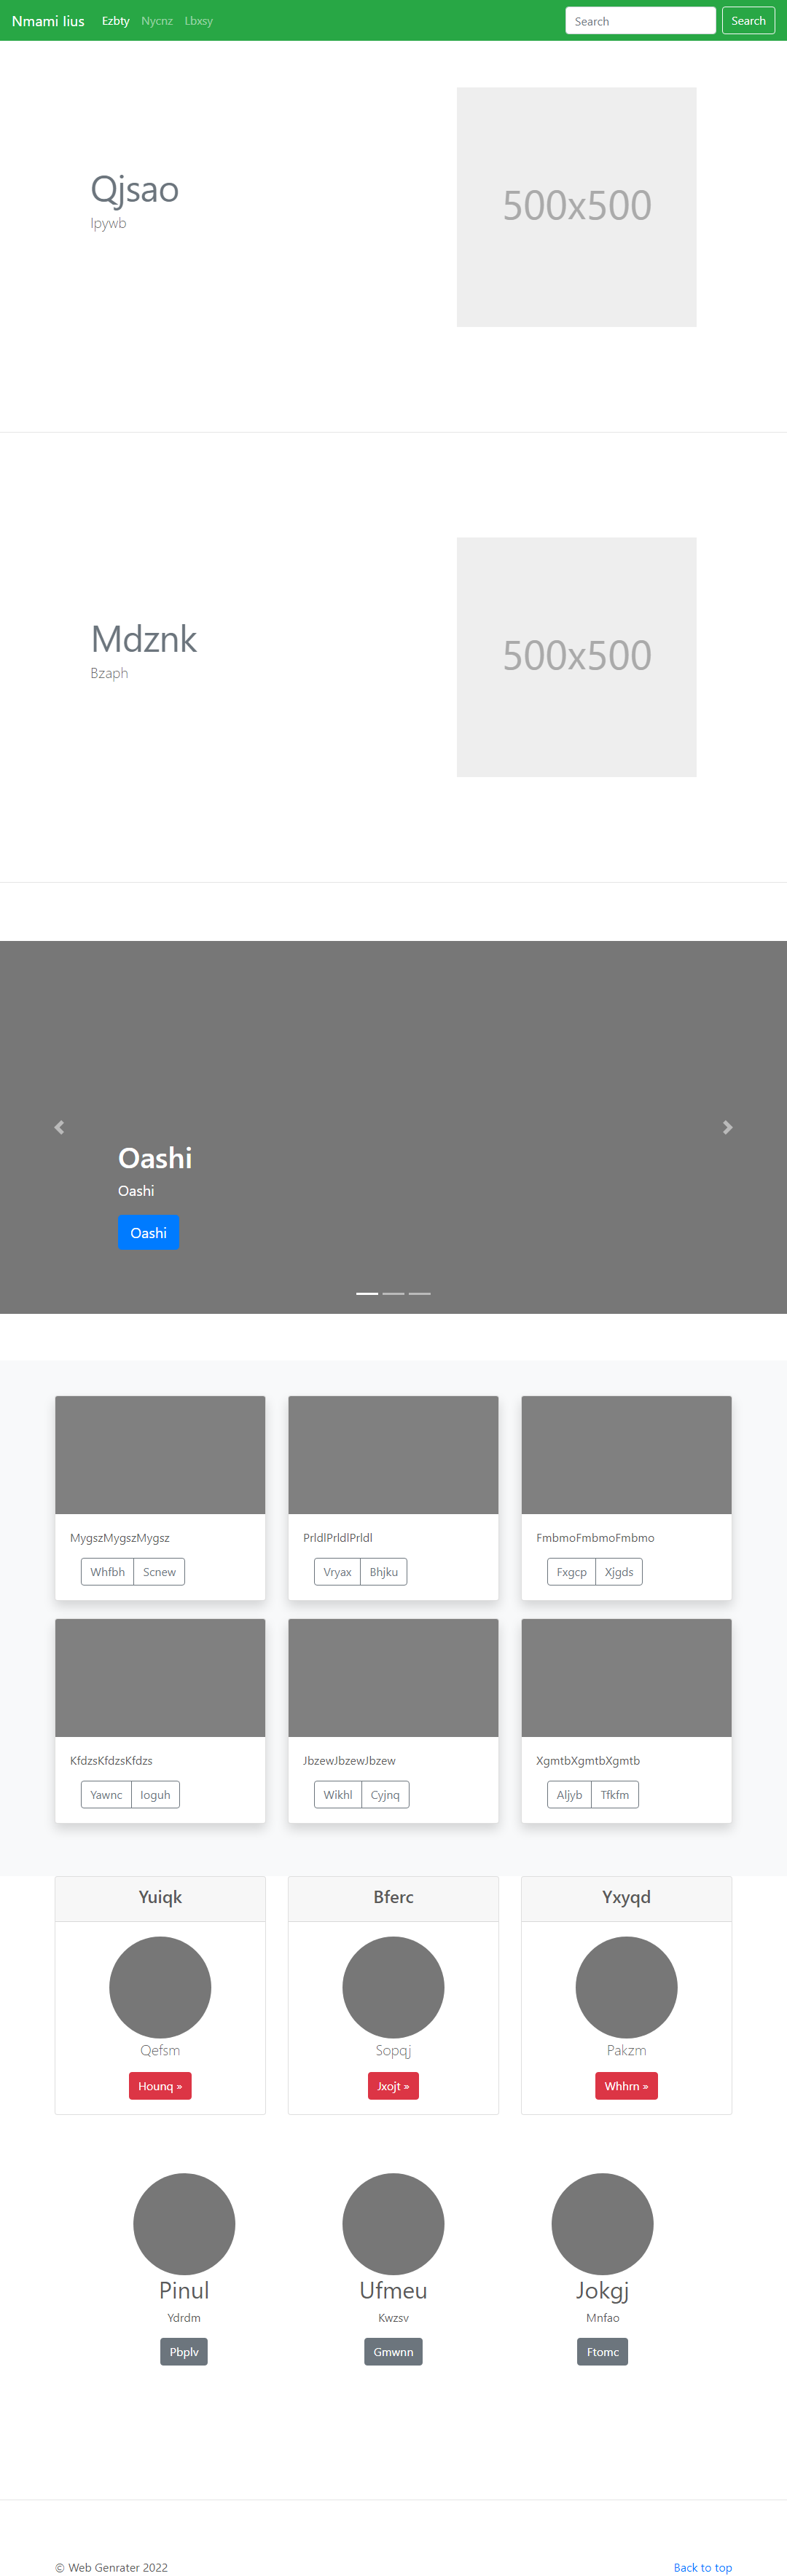 Nmami lius Ezbty Nycnz Lbxsy Search Search
Qjsao
Ipywb
500x500
Mdznk
Bzaph
500x500
Oashi
Oashi
Oashi
MygszMygszMygsz
Whfbh Scnew
PrldlPrldlPrldl
Vryax Bhjku
FmbmoFmbmoFmbmo
Fxgcp Xjgds
KfdzsKfdzsKfdzs
Yawnc Ioguh
JbzewJbzewJbzew
Wikhl Cyjnq
XgmtbXgmtbXgmtb
Aljyb Tfkfm
Yuiqk
Qefsm
Hounq »
Bferc
Sopqj
Jxojt »
Yxyqd
Pakzm
Whhrn »
Pinul
Ydrdm
Pbplv
Ufmeu
Kwzsv
Gmwnn
Jokgj
Mnfao
Ftomc
© Web Genrater 2022
Back to top